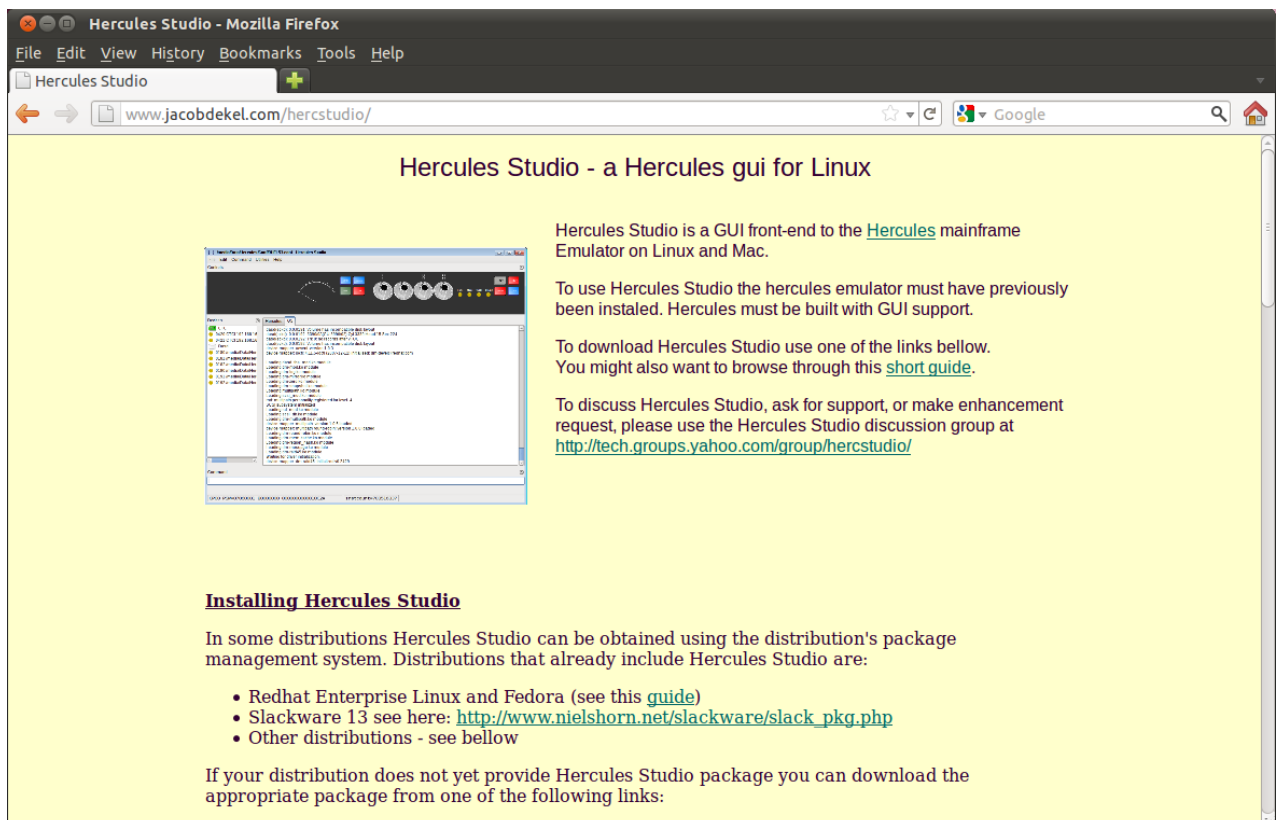 Hercules Studio - Mozilla Firefox
File Edit View History Bookmarks Tools Help
Hercules Studio
www.jacobdekel.com/hercstudio/
Google
Hercules Studio - a Hercules gui for Linux
Hercules Studio is a GUI front-end to the Hercules mainframe
Emulator on Linux and Mac.
To use Hercules Studio the hercules emulator must have previously
been instaled. Hercules must be built with GUI support.
To download Hercules Studio use one of the links bellow.
You might also want to browse through this short guide.
To discuss Hercules Studio, ask for support, or make enhancement
request, please use the Hercules Studio discussion group at
http://tech.groups.yahoo.com/group/hercstudio/
Installing Hercules Studio
In some distributions Hercules Studio can be obtained using the distribution's package
management system. Distributions that already include Hercules Studio are:
• Redhat Enterprise Linux and Fedora (see this guide)
• Slackware 13 see here: http://www.nielshorn.net/slackware/slack_pkg.php
• Other distributions - see bellow
If your distribution does not yet provide Hercules Studio package you can download the
appropriate package from one of the following links: